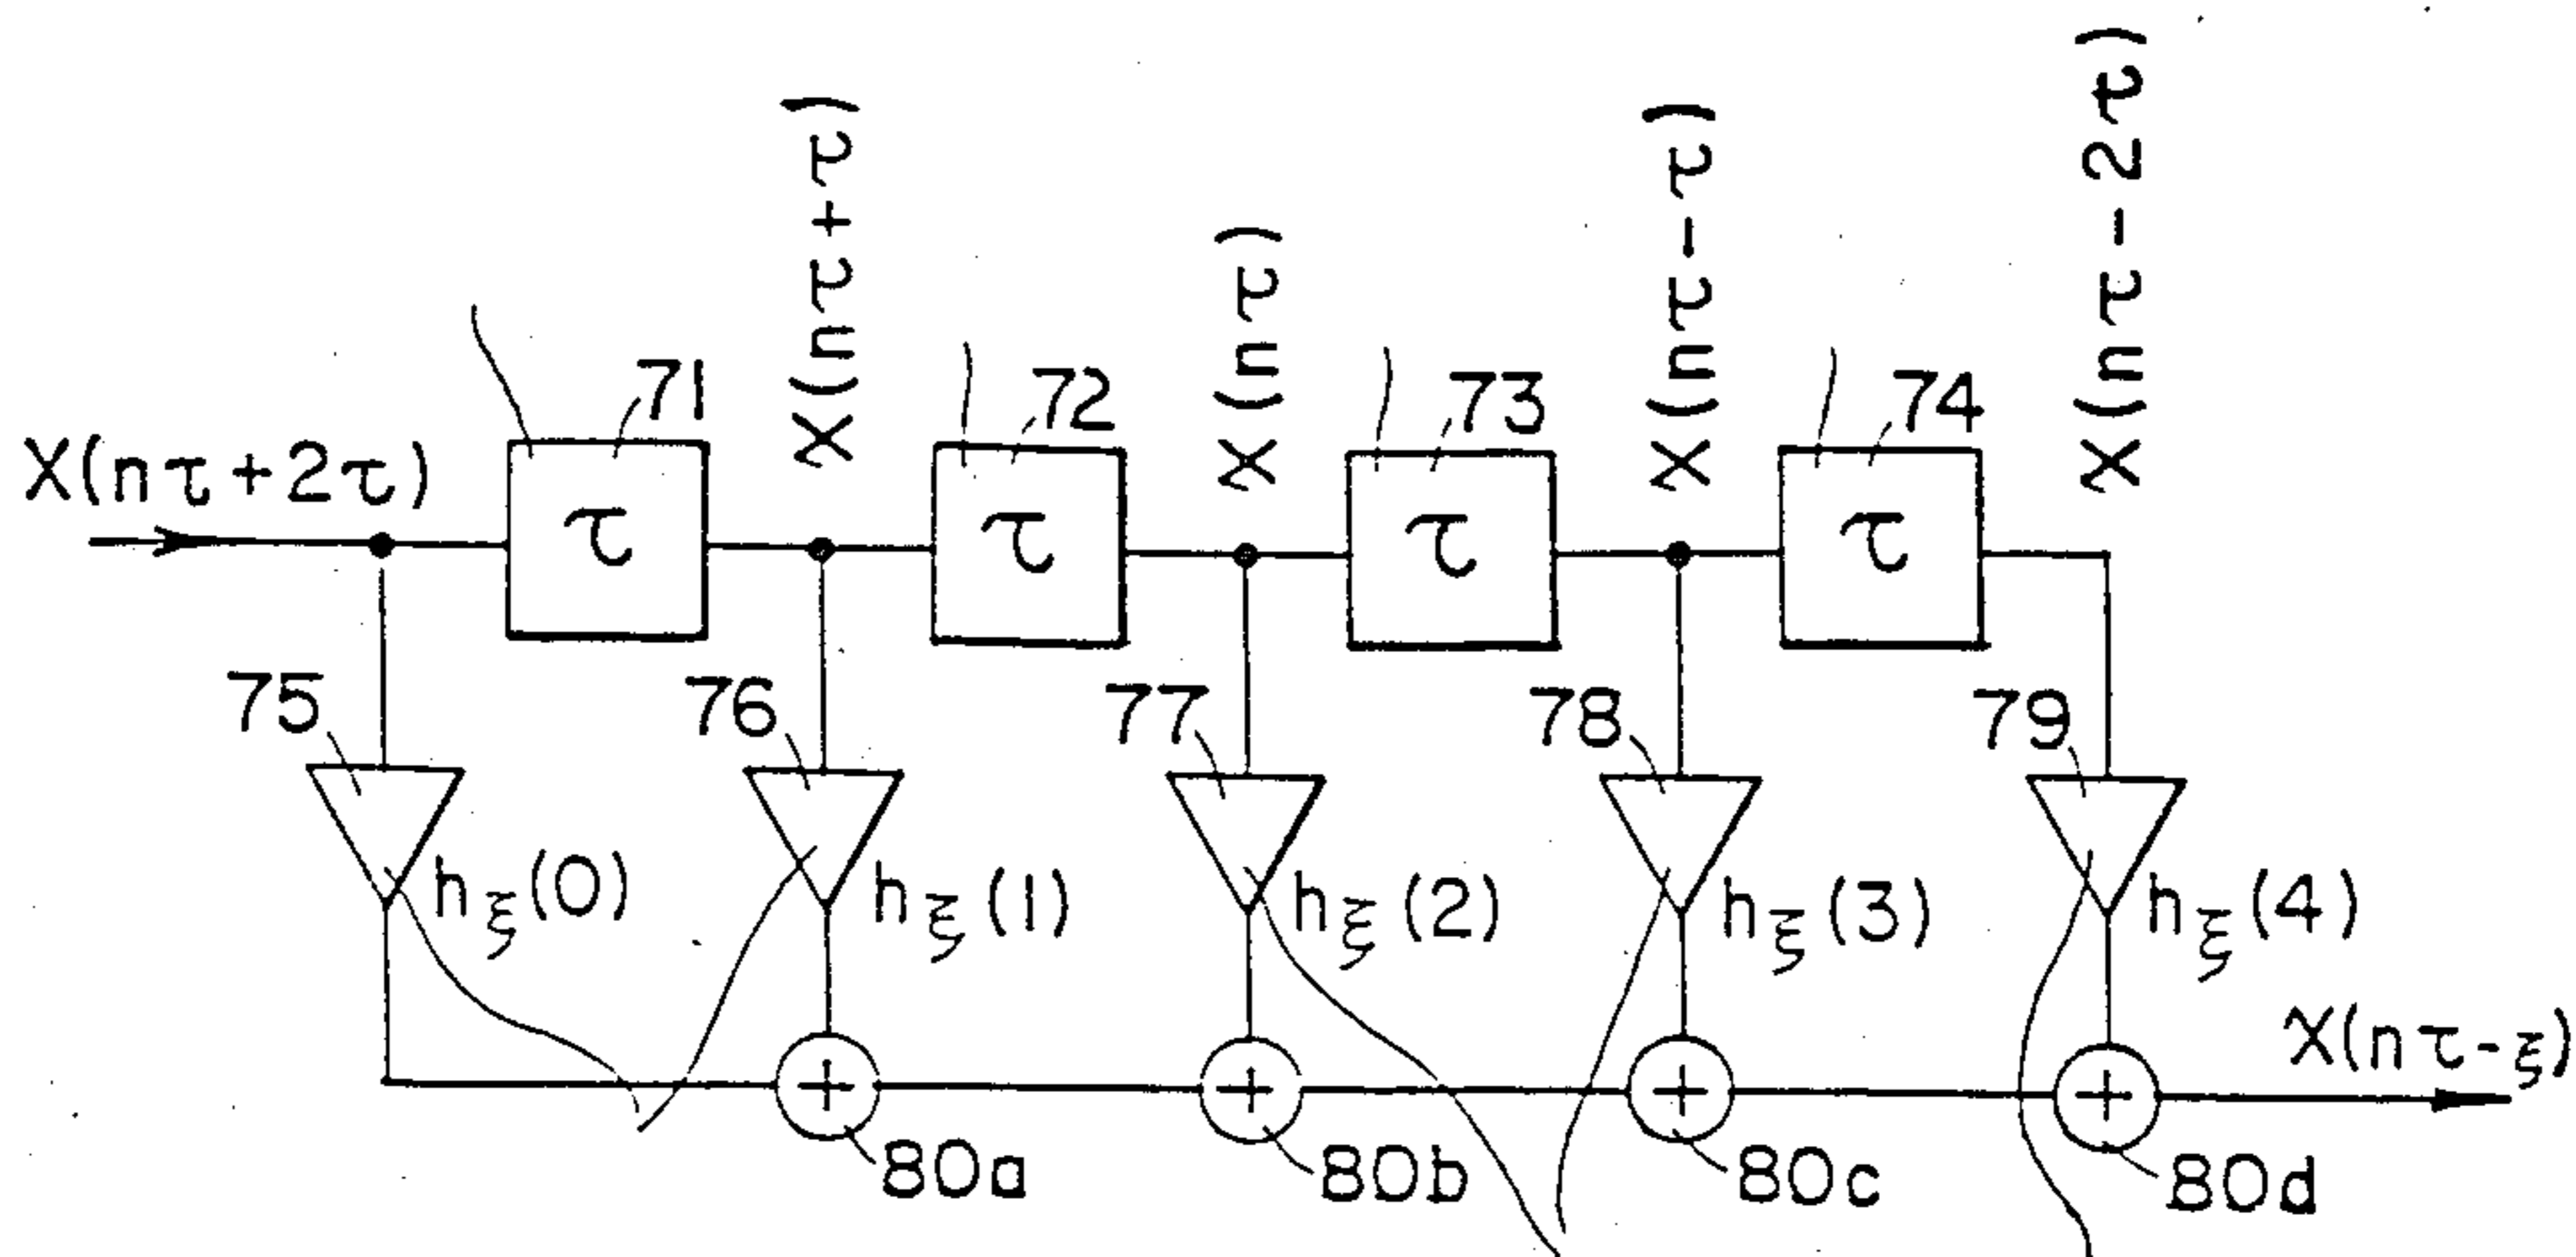 X(nτ+τ)
X(nτ)
X(nτ-τ)
X(nτ-2τ)
71
72
73
74
X(nτ+2τ)
τ
τ
τ
τ
75
76
77
78
79
hξ(0)
hξ(1)
hξ(2)
hξ(3)
hξ(4)
X(nτ-ξ)
+
+
+
+
80a
80b
80c
80d